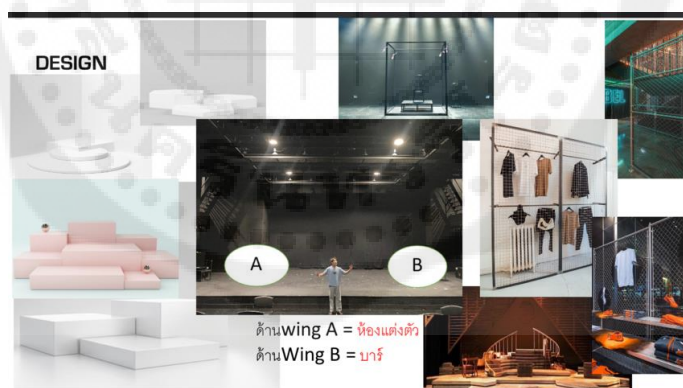 DESIGN
A
B
ด้านwing A = ห้องแต่งตัว
ด้านWing B = บาร์